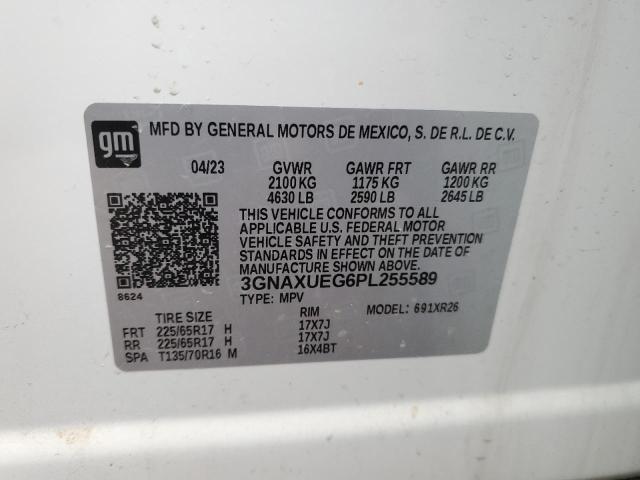 gm
MFD BY GENERAL MOTORS DE MEXICO, S. DE R.L. DE C.V.
04/23 GVWR GAWR FRT GAWR RR
2100 KG 1175 KG 1200 KG
4630 LB 2590 LB 2645 LB
THIS VEHICLE CONFORMS TO ALL
APPLICABLE U.S. FEDERAL MOTOR
VEHICLE SAFETY AND THEFT PREVENTION
STANDARDS IN EFFECT ON THE DATE OF
MANUFACTURE SHOWN ABOVE.
3GNAXUEG6PL255589
8624
TYPE: MPV
MODEL: 691XR26
TIRE SIZE RIM
FRT 225/65R17 H 17X7J
RR 225/65R17 H 17X7J
SPA T135/70R16 M 16X4BT